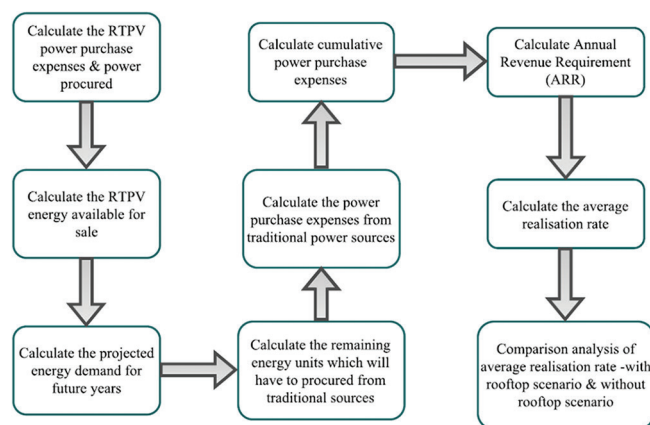 Calculate the RTPV
power purchase
expenses & power
procured
Calculate the RTPV
energy available for
sale
Calculate the projected
energy demand for
future years
Calculate the remaining
energy units which will
have to procured from
traditional sources
Calculate the power
purchase expenses from
traditional power sources
Calculate cumulative
power purchase
expenses
Calculate Annual
Revenue Requirement
(ARR)
Calculate the average
realisation rate
Comparison analysis of
average realisation rate -with
rooftop scenario & without
rooftop scenario